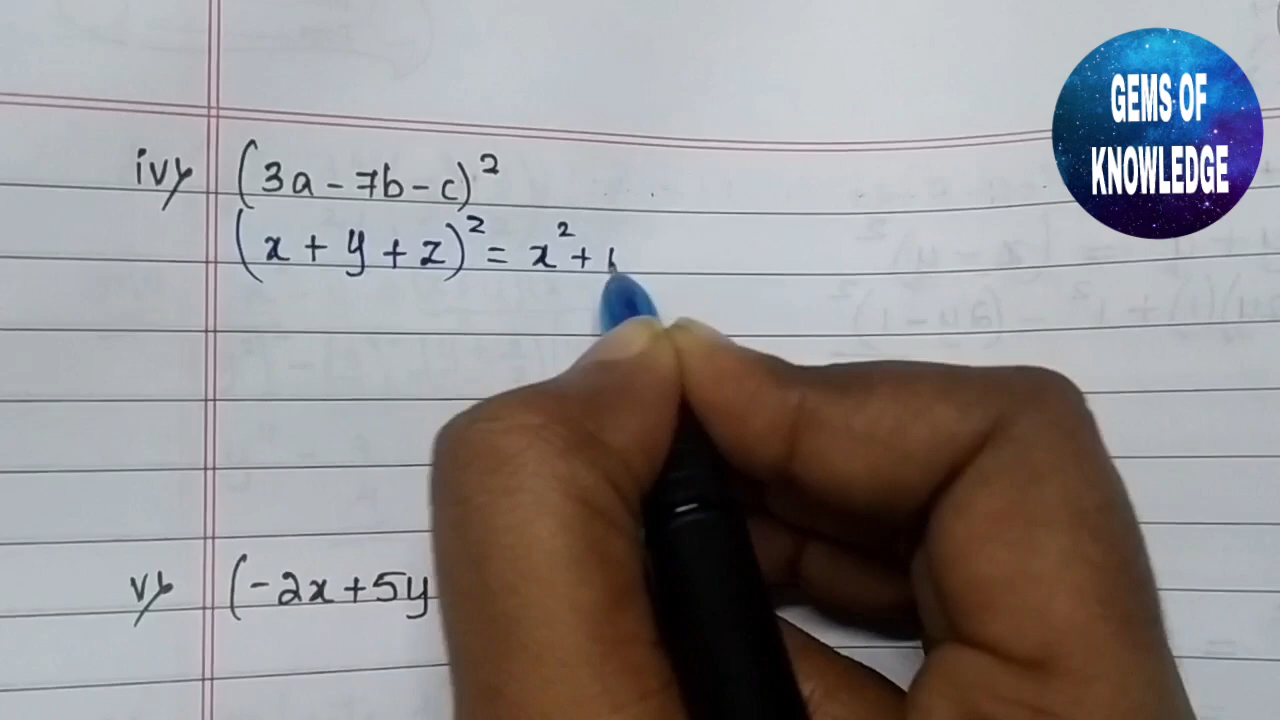 iv) (3a - 7b - c)²
(x + y + z)² = x² +
v) (-2x + 5y
GEMS OF
KNOWLEDGE